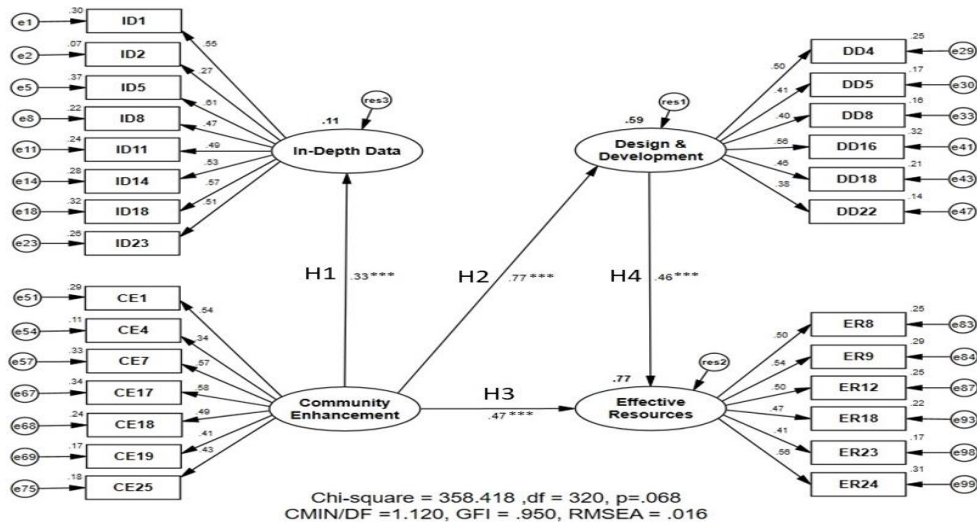 e1 .30 ID1 .55
e2 .07 ID2 .27
e5 .37 ID5 .61
e8 .22 ID8 .47
e11 .24 ID11 .49
e14 .28 ID14 .53
e18 .32 ID18 .57
e23 .26 ID23 .51
.11 res3
In-Depth Data
.59 res1
Design &
Development
.50 DD4 .25 e29
.41 DD5 .17 e30
.40 DD8 .16 e33
.56 DD16 .32 e41
.46 DD18 .21 e43
.38 DD22 .14 e47
H1 .33***
H2 .77***
H4 .46***
e51 .29 CE1 .54
e54 .11 CE4 .34
e57 .33 CE7 .57
e67 .34 CE17 .58
e68 .24 CE18 .49
e69 .17 CE19 .41
e75 .18 CE25 .43
Community
Enhancement
H3
.47***
.77 res2
Effective
Resources
.50 ER8 .25 e83
.54 ER9 .29 e84
.50 ER12 .25 e87
.47 ER18 .22 e93
.41 ER23 .17 e98
.56 ER24 .31 e99
Chi-square = 358.418 ,df = 320, p=.068
CMIN/DF =1.120, GFI = .950, RMSEA = .016